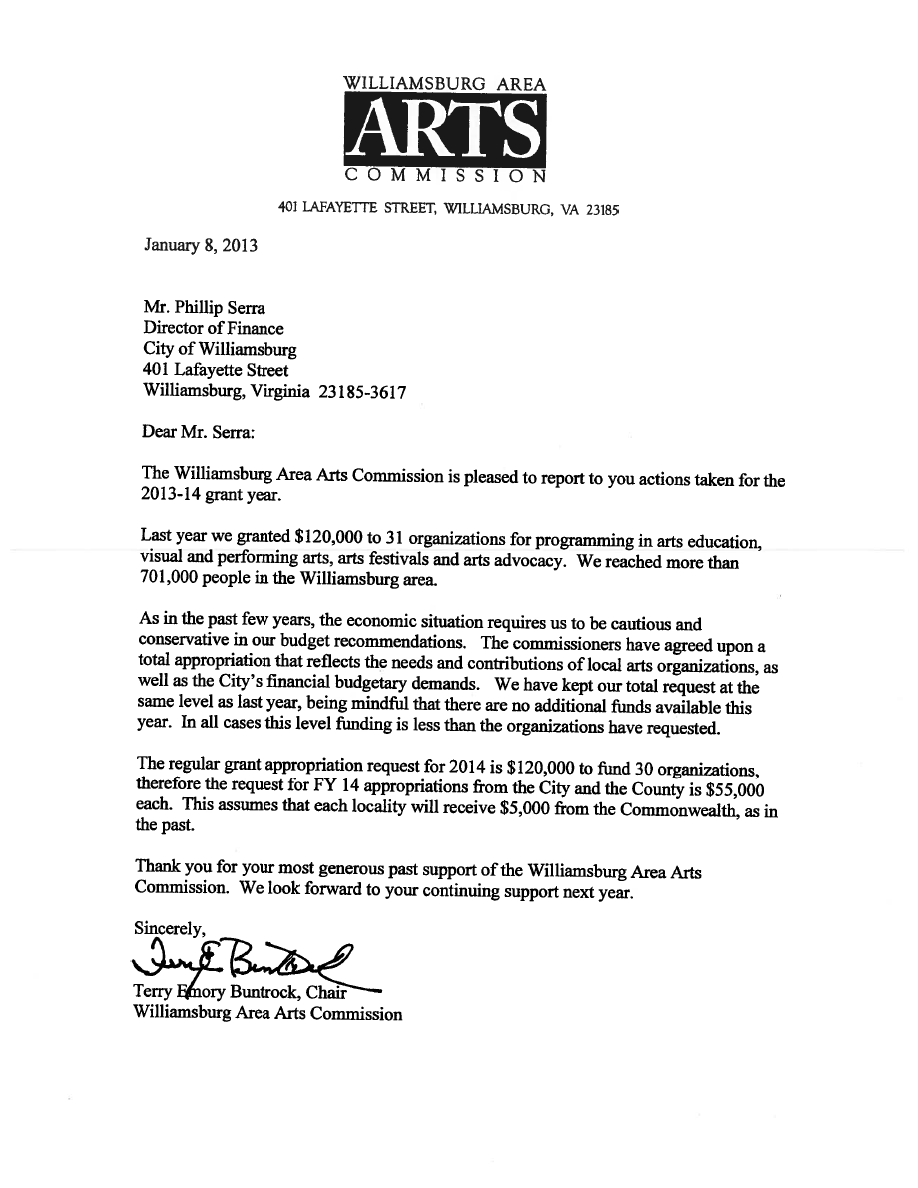 WILLIAMSBURG AREA
ARTS
COMMISSION
401 LAFAYETTE STREET, WILLIAMSBURG, VA 23185
January 8, 2013
Mr. Phillip Serra
Director of Finance
City of Williamsburg
401 Lafayette Street
Williamsburg, Virginia 23185-3617
Dear Mr. Serra:
The Williamsburg Area Arts Commission is pleased to report to you actions taken for the
2013-14 grant year.
Last year we granted $120,000 to 31 organizations for programming in arts education,
visual and performing arts, arts festivals and arts advocacy. We reached more than
701,000 people in the Williamsburg area.
As in the past few years, the economic situation requires us to be cautious and
conservative in our budget recommendations. The commissioners have agreed upon a
total appropriation that reflects the needs and contributions of local arts organizations, as
well as the City's financial budgetary demands. We have kept our total request at the
same level as last year, being mindful that there are no additional funds available this
year. In all cases this level funding is less than the organizations have requested.
The regular grant appropriation request for 2014 is $120,000 to fund 30 organizations,
therefore the request for FY 14 appropriations from the City and the County is $55,000
each. This assumes that each locality will receive $5,000 from the Commonwealth, as in
the past.
Thank you for your most generous past support of the Williamsburg Area Arts
Commission. We look forward to your continuing support next year.
Sincerely,
Terry E Buntrock
Terry Emory Buntrock, Chair
Williamsburg Area Arts Commission